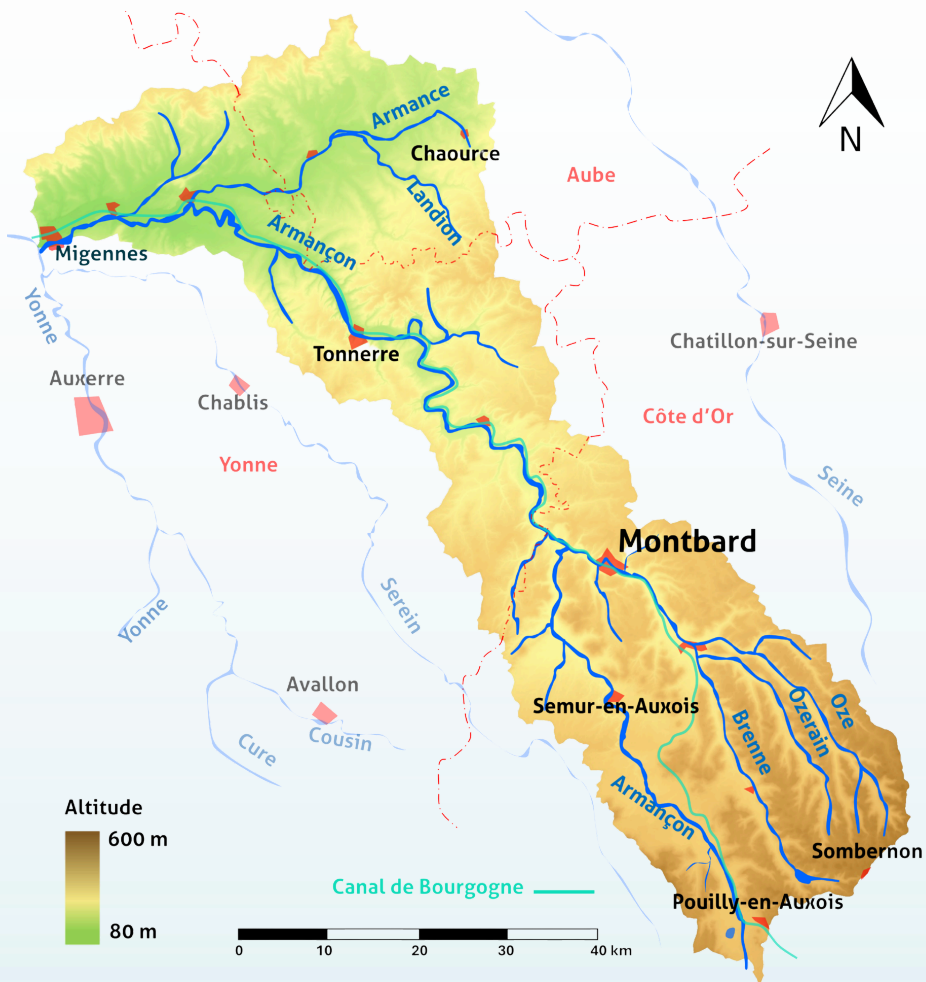 Armance
N
Chaource
Aube
Landion
Armançon
Migennes
Yonne
Tonnerre
Chatillon-sur-Seine
Auxerre
Chablis
Côte d'Or
Yonne
Seine
Montbard
Serein
Yonne
Avallon
Semur-en-Auxois
Oze
Ozerain
Brenne
Cousin
Cure
Armançon
Altitude
600 m
80 m
Sombernon
Canal de Bourgogne
Pouilly-en-Auxois
0 10 20 30 40 km